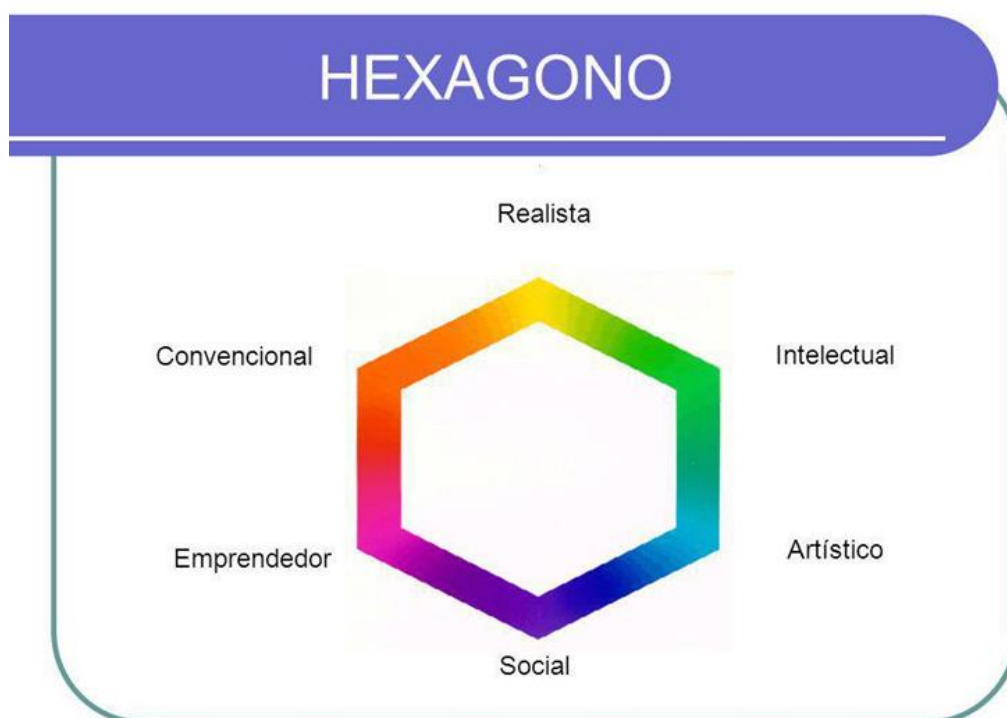 HEXAGONO
Realista
Convencional
Intelectual
Emprendedor
Artístico
Social